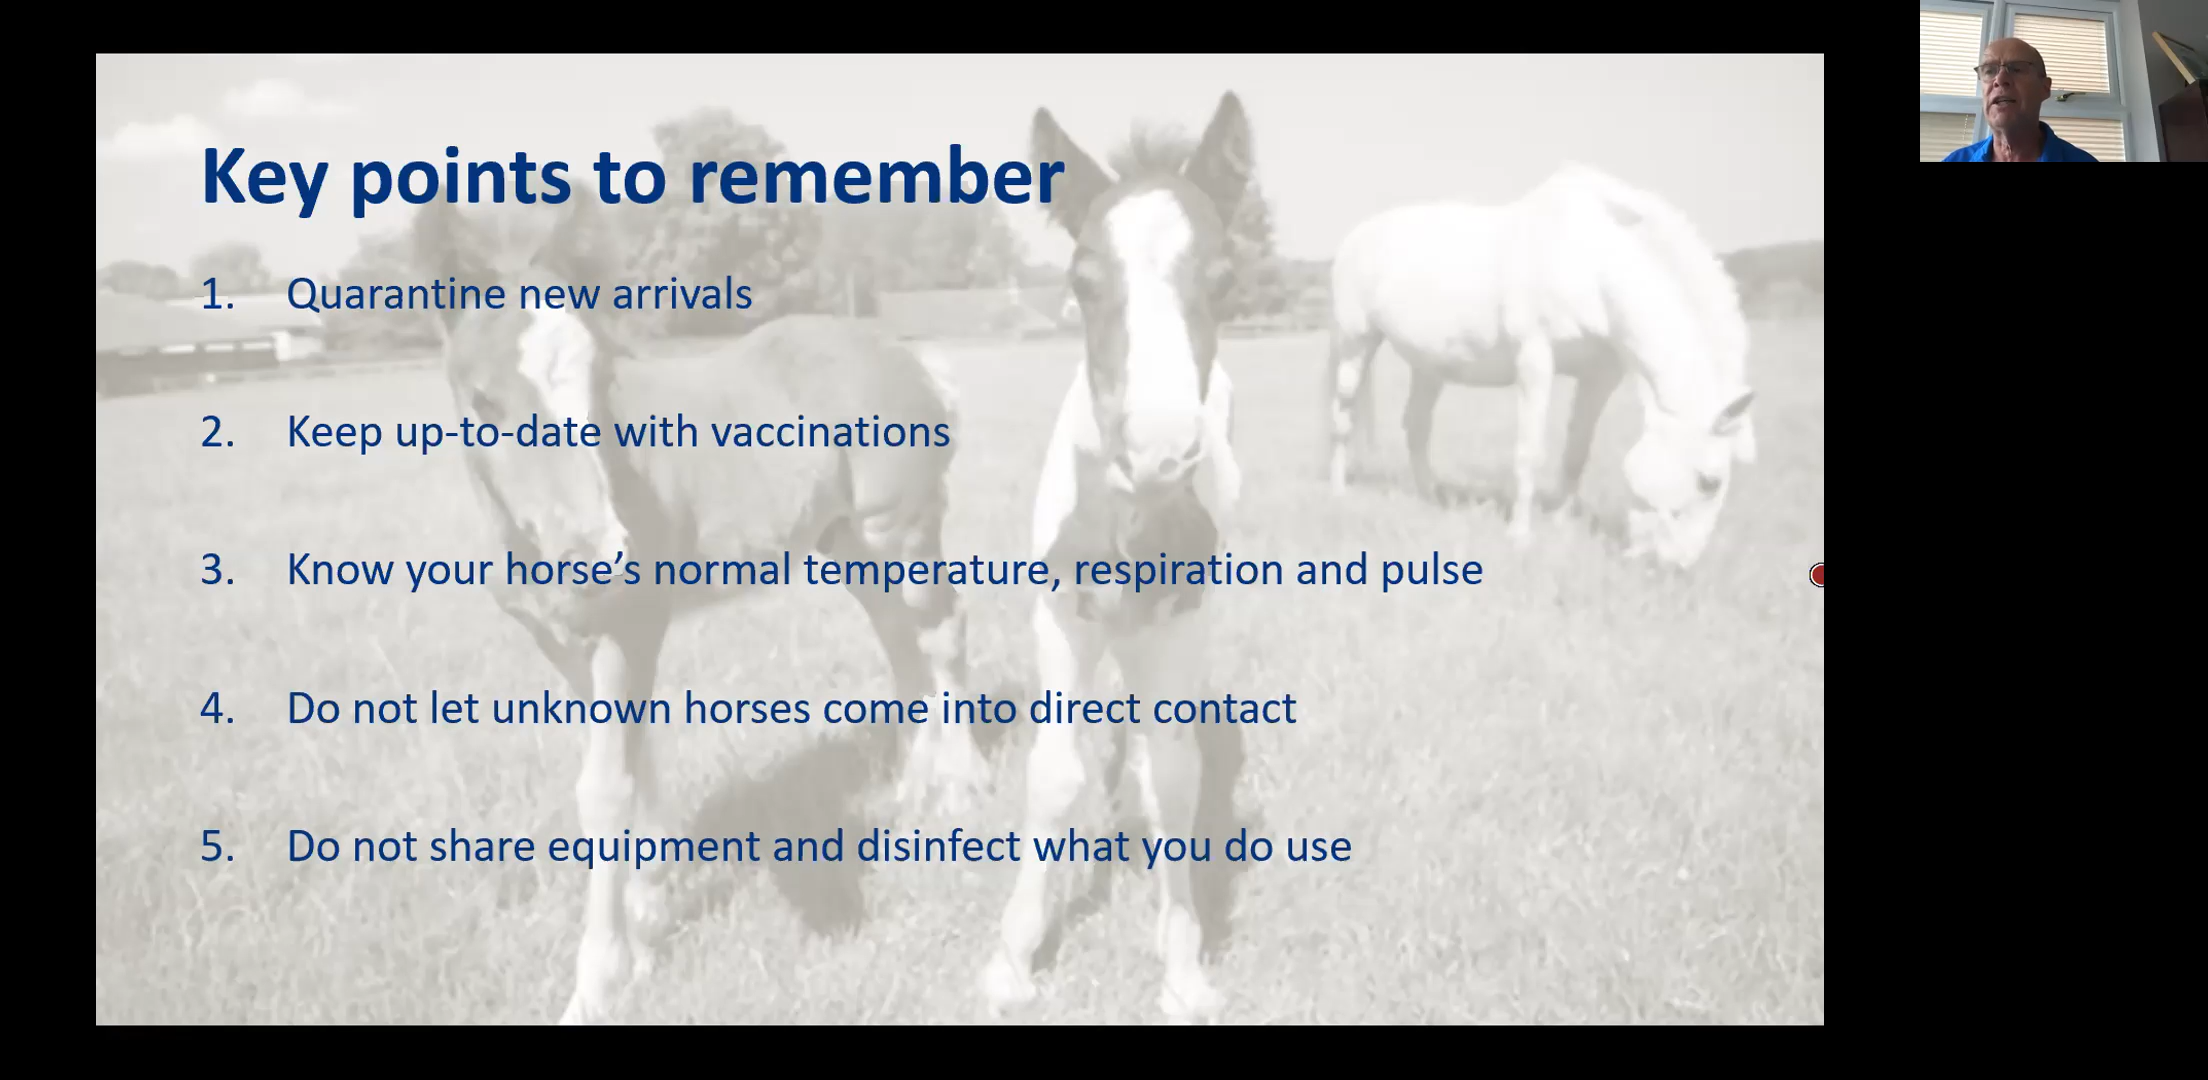 Key points to remember
1. Quarantine new arrivals
2. Keep up-to-date with vaccinations
3. Know your horse’s normal temperature, respiration and pulse
4. Do not let unknown horses come into direct contact
5. Do not share equipment and disinfect what you do use